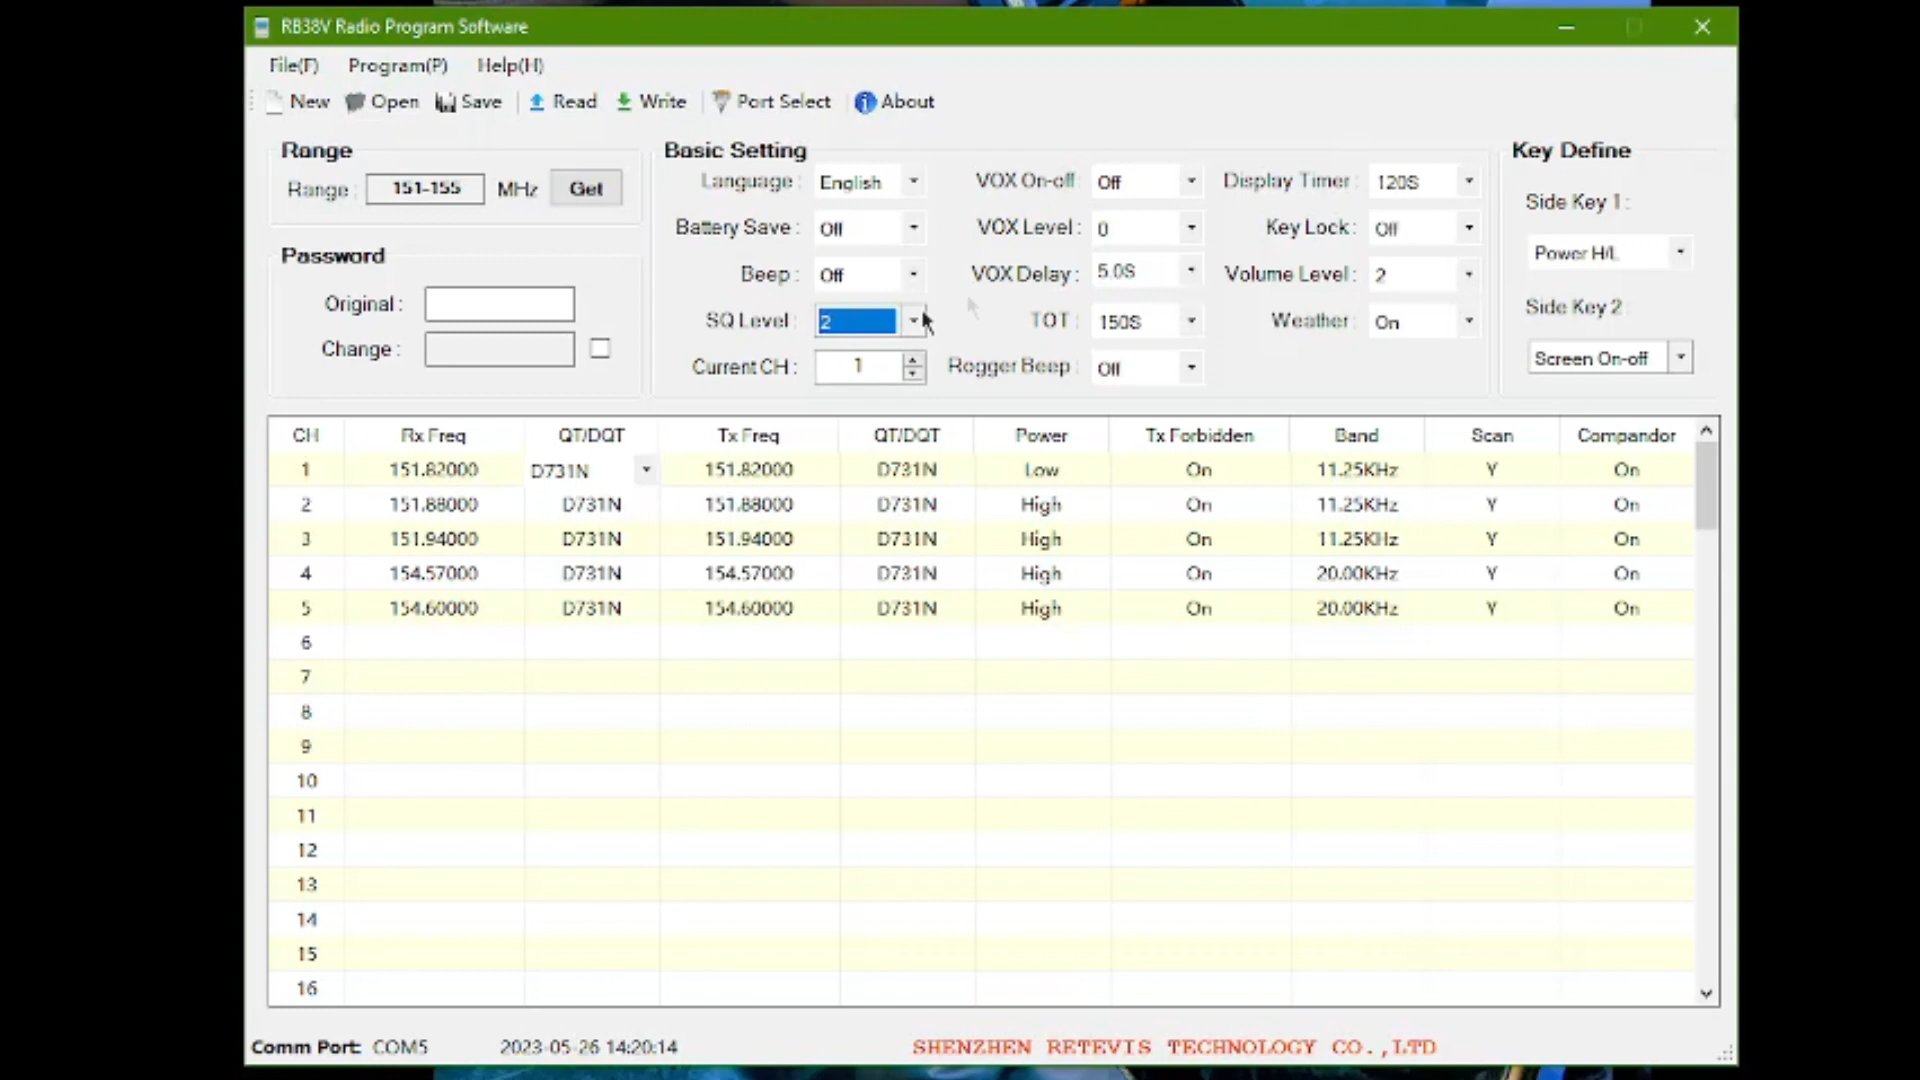 RB38V Radio Program Software
File(F) Program(P) Help(H)
New Open Save Read Write Port Select About
Range
Range : 151-155 MHz Get
Password
Original :
Change :
Basic Setting
Language : English
Battery Save : Off
Beep : Off
SQ Level : 2
Current CH : 1
VOX On-off : Off
VOX Level : 0
VOX Delay : 5.0S
TOT : 150S
Rogger Beep : Off
Display Timer : 120S
Key Lock : Off
Volume Level : 2
Weather : On
Key Define
Side Key 1 :
Power H/L
Side Key 2
Screen On-off
CH Rx Freq QT/DQT Tx Freq QT/DQT Power Tx Forbidden Band Scan Compandor
1 151.82000 D731N 151.82000 D731N Low On 11.25KHz Y On
2 151.88000 D731N 151.88000 D731N High On 11.25KHz Y On
3 151.94000 D731N 151.94000 D731N High On 11.25KHz Y On
4 154.57000 D731N 154.57000 D731N High On 20.00KHz Y On
5 154.60000 D731N 154.60000 D731N High On 20.00KHz Y On
6
7
8
9
10
11
12
13
14
15
16
Comm Port: COM5 2023-05-26 14:20:14 SHENZHEN RETEVIS TECHNOLOGY CO.,LTD